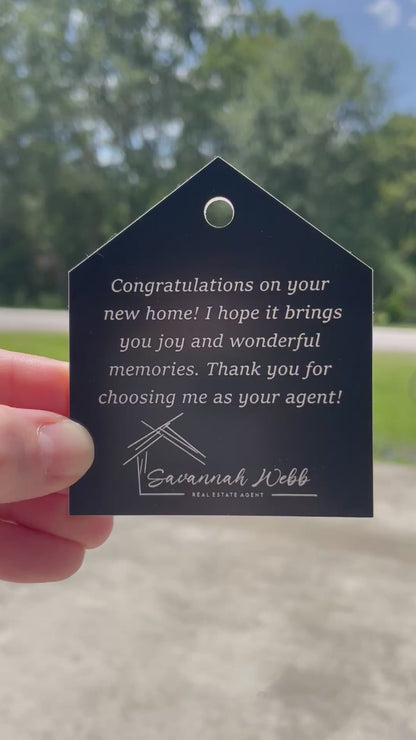 Congratulations on your
new home! I hope it brings
you joy and wonderful
memories. Thank you for
choosing me as your agent!
Savannah Webb
REAL ESTATE AGENT